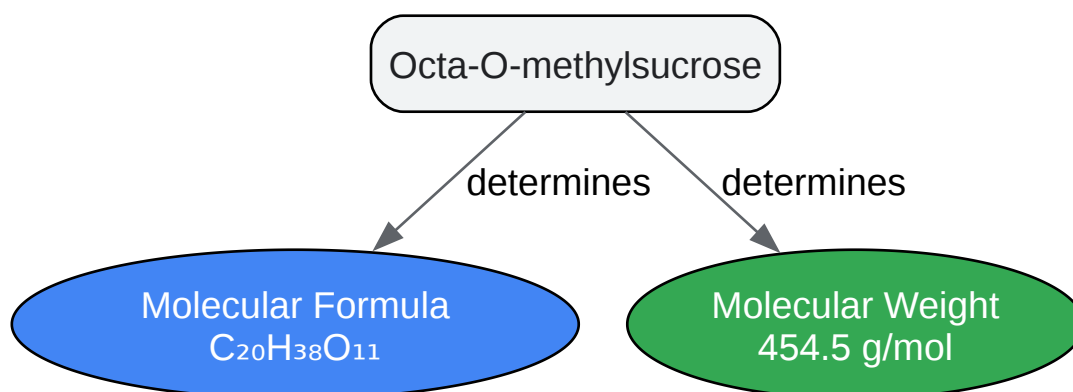 Octa-O-methylsucrose
determines
determines
Molecular Formula
C₂₀H₃₈O₁₁
Molecular Weight
454.5 g/mol